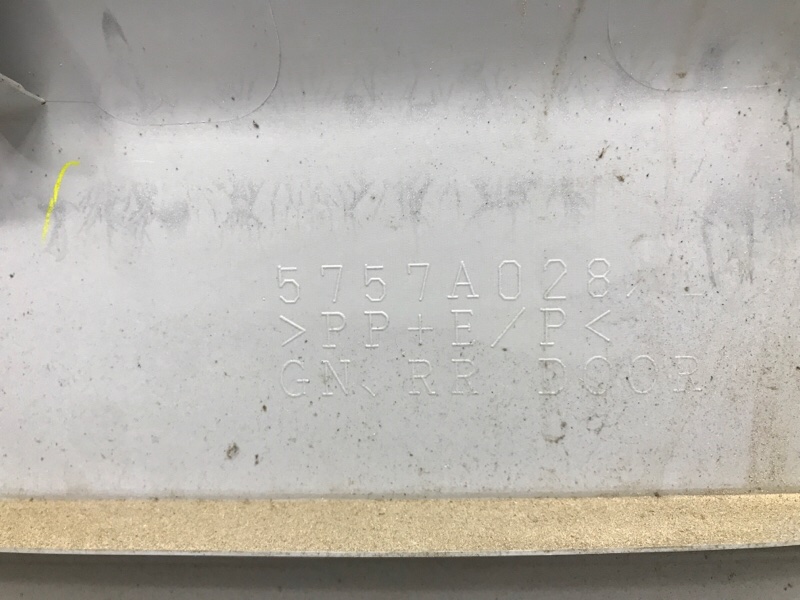 5757A028
>PP+E/P<
GN, RR DOOR